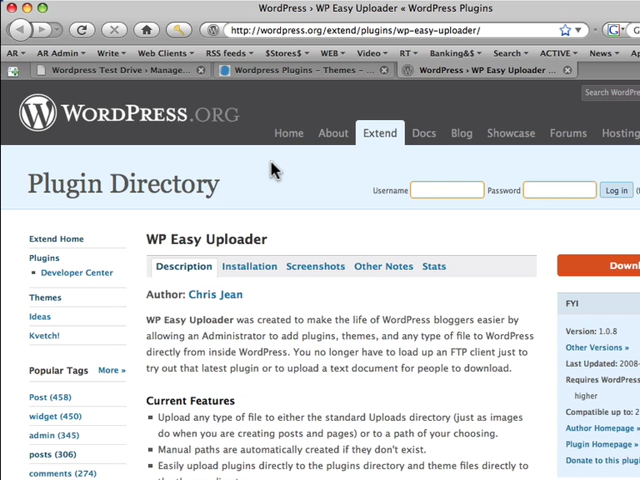 WordPress › WP Easy Uploader « WordPress Plugins
http://wordpress.org/extend/plugins/wp-easy-uploader/
AR AR Admin Write Web Clients RSS feeds $Stores$ WEB Video RT Banking&$ Search ACTIVE News
Wordpress Test Drive › Manage... Wordpress Plugins - Themes - ... WordPress › WP Easy Uploader ...
WORDPRESS.ORG
Search WordPre
Home About Extend Docs Blog Showcase Forums Hosting
Plugin Directory
Username Password Log in
Extend Home
Plugins
Developer Center
Themes
Ideas
Kvetch!
Popular Tags More »
Post (458)
widget (450)
admin (345)
posts (306)
comments (274)
WP Easy Uploader
Description Installation Screenshots Other Notes Stats
Author: Chris Jean
WP Easy Uploader was created to make the life of WordPress bloggers easier by
allowing an Administrator to add plugins, themes, and any type of file to WordPress
directly from inside WordPress. You no longer have to load up an FTP client just to
try out that latest plugin or to upload a text document for people to download.
Current Features
Upload any type of file to either the standard Uploads directory (just as images
do when you are creating posts and pages) or to a path of your choosing.
Manual paths are automatically created if they don't exist.
Easily upload plugins directly to the plugins directory and theme files directly to
Downl
FYI
Version: 1.0.8
Other Versions »
Last Updated: 2008-
Requires WordPress
higher
Compatible up to: 2
Author Homepage »
Plugin Homepage »
Donate to this plugi